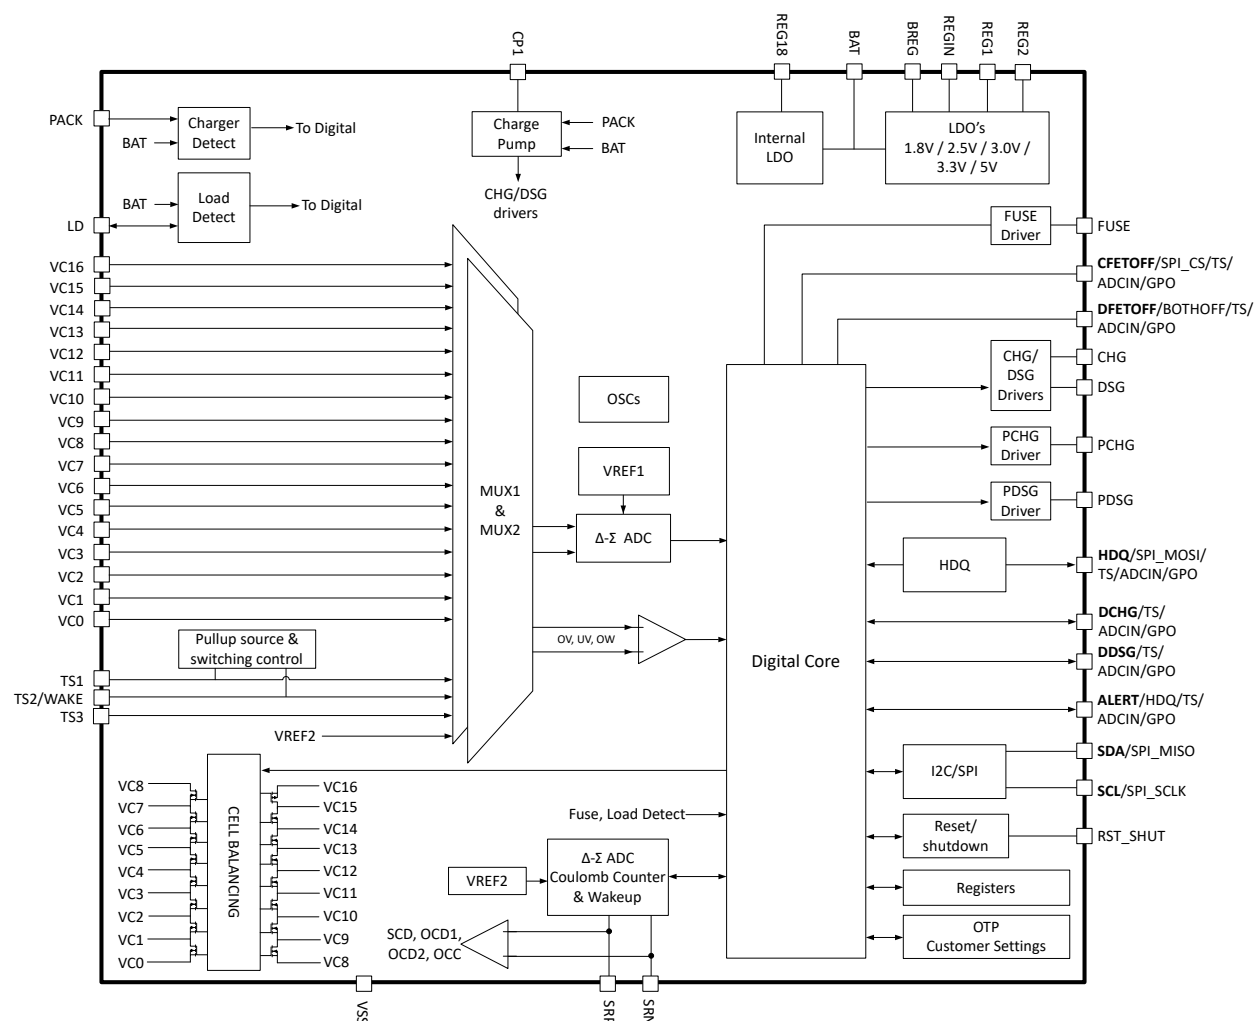 CP1
REG18
BAT
BREG
REGIN
REG1
REG2
PACK
Charger
Detect
To Digital
BAT
Charge
Pump
PACK
BAT
CHG/DSG
drivers
Internal
LDO
LDO's
1.8V / 2.5V / 3.0V /
3.3V / 5V
BAT
Load
Detect
To Digital
LD
FUSE
Driver
FUSE
VC16
VC15
VC14
VC13
VC12
VC11
VC10
VC9
VC8
VC7
VC6
VC5
VC4
VC3
VC2
VC1
VC0
CFETOFF/SPI_CS/TS/
ADCIN/GPO
DFETOFF/BOTHOFF/TS/
ADCIN/GPO
CHG/
DSG
Drivers
CHG
DSG
OSCs
PCHG
Driver
PCHG
VREF1
PDSG
Driver
PDSG
MUX1
&
MUX2
Δ-Σ ADC
HDQ
HDQ/SPI_MOSI/
TS/ADCIN/GPO
DCHG/TS/
ADCIN/GPO
OV, UV, OW
Digital Core
DDSG/TS/
ADCIN/GPO
Pullup source &
switching control
TS1
TS2/WAKE
TS3
VREF2
ALERT/HDQ/TS/
ADCIN/GPO
I2C/SPI
SDA/SPI_MISO
SCL/SPI_SCLK
CELL BALANCING
VC8
VC7
VC6
VC5
VC4
VC3
VC2
VC1
VC0
VC16
VC15
VC14
VC13
VC12
VC11
VC10
VC9
VC8
Fuse, Load Detect
Reset/
shutdown
RST_SHUT
VREF2
Δ-Σ ADC
Coulomb Counter
& Wakeup
Registers
SCD, OCD1,
OCD2, OCC
OTP
Customer Settings
VSS